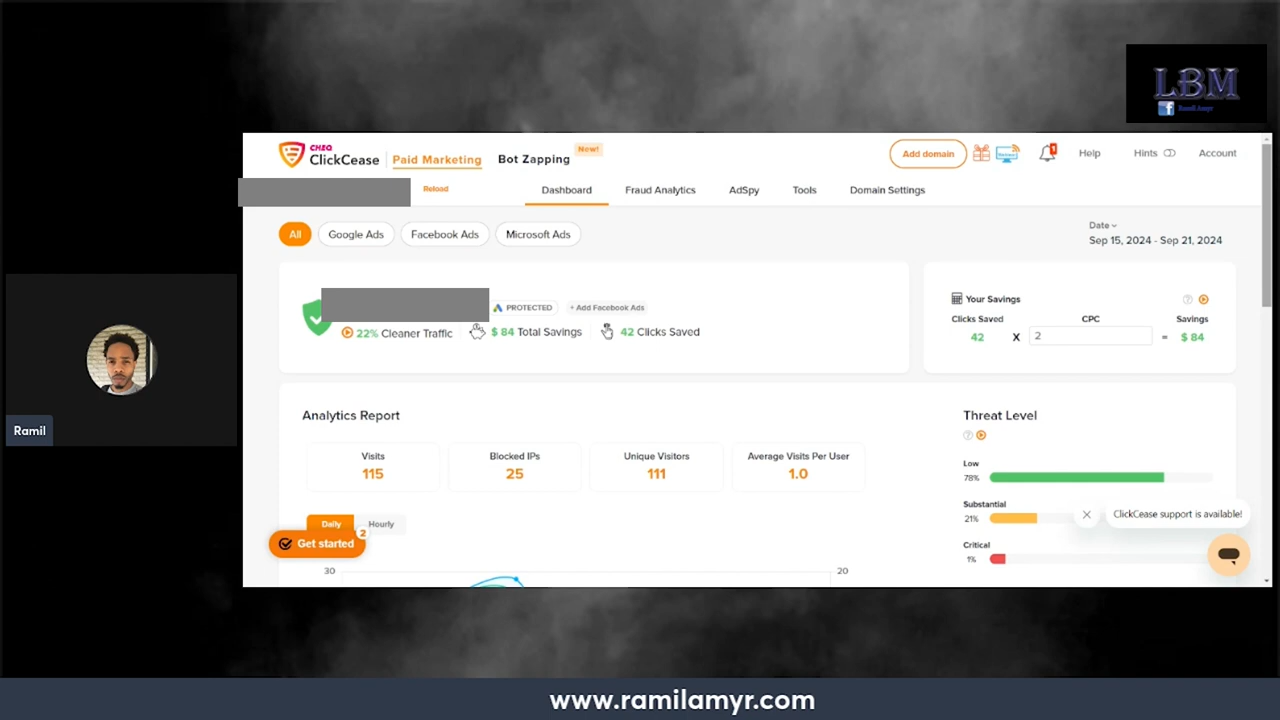 LBM
f Ramil Amyr
CHEQ
ClickCease
Paid Marketing
Bot Zapping
New!
Add domain
1
Help
Hints
Account
Reload
Dashboard
Fraud Analytics
AdSpy
Tools
Domain Settings
All
Google Ads
Facebook Ads
Microsoft Ads
Date
Sep 15, 2024 - Sep 21, 2024
PROTECTED
+ Add Facebook Ads
22% Cleaner Traffic
$ 84 Total Savings
42 Clicks Saved
Your Savings
?
Clicks Saved
CPC
Savings
42 X 2 = $ 84
Analytics Report
Visits
115
Blocked IPs
25
Unique Visitors
111
Average Visits Per User
1.0
Daily
Hourly
2
Get started
30
20
Threat Level
?
Low
78%
Substantial
21%
Critical
1%
ClickCease support is available!
Ramil
www.ramilamyr.com